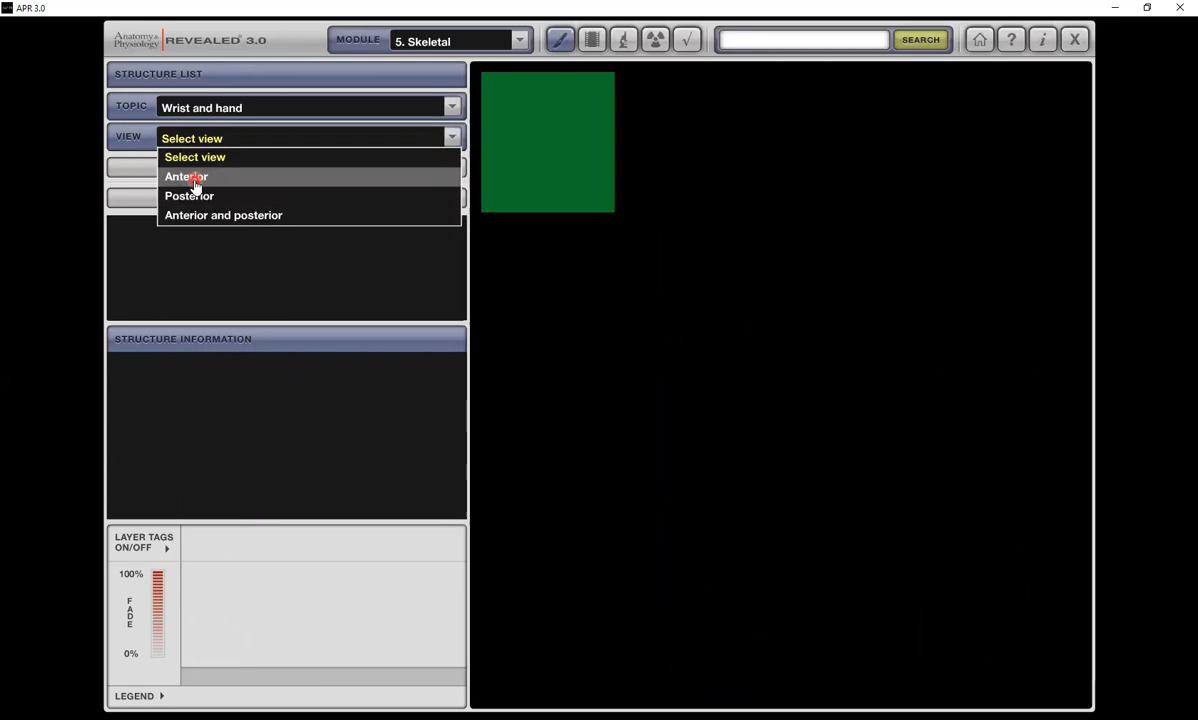 APR 3.0
Anatomy & Physiology REVEALED® 3.0
MODULE 5. Skeletal
SEARCH
? i X
STRUCTURE LIST
TOPIC Wrist and hand
VIEW Select view
Select view
Anterior
Posterior
Anterior and posterior
STRUCTURE INFORMATION
LAYER TAGS
ON/OFF
100%
FADE
0%
LEGEND